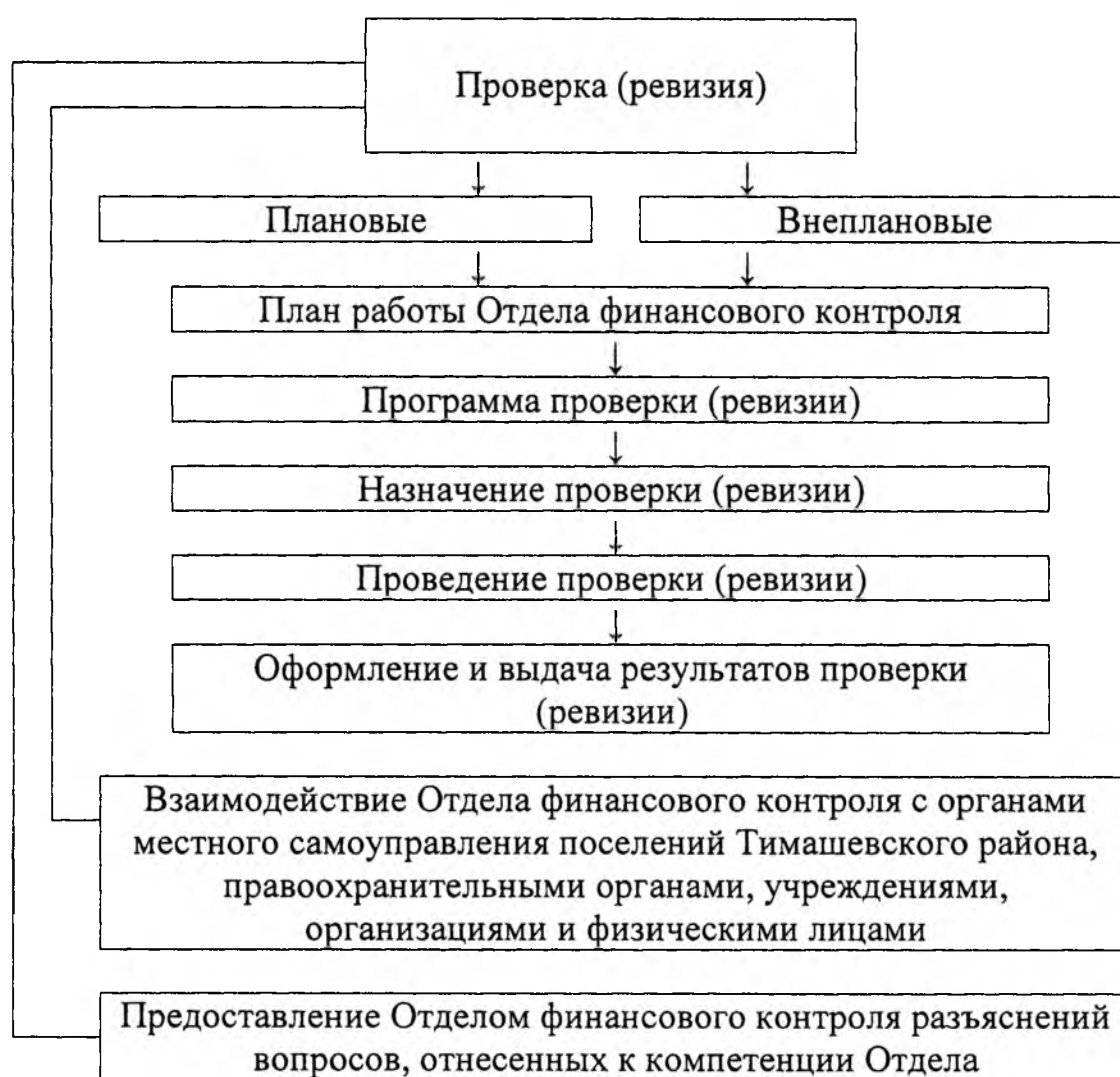 Проверка (ревизия)
↓ ↓
Плановые Внеплановые
↓ ↓
План работы Отдела финансового контроля
↓
Программа проверки (ревизии)
↓
Назначение проверки (ревизии)
↓
Проведение проверки (ревизии)
↓
Оформление и выдача результатов проверки
(ревизии)
Взаимодействие Отдела финансового контроля с органами
местного самоуправления поселений Тимашевского района,
правоохранительными органами, учреждениями,
организациями и физическими лицами
Предоставление Отделом финансового контроля разъяснений
вопросов, отнесенных к компетенции Отдела